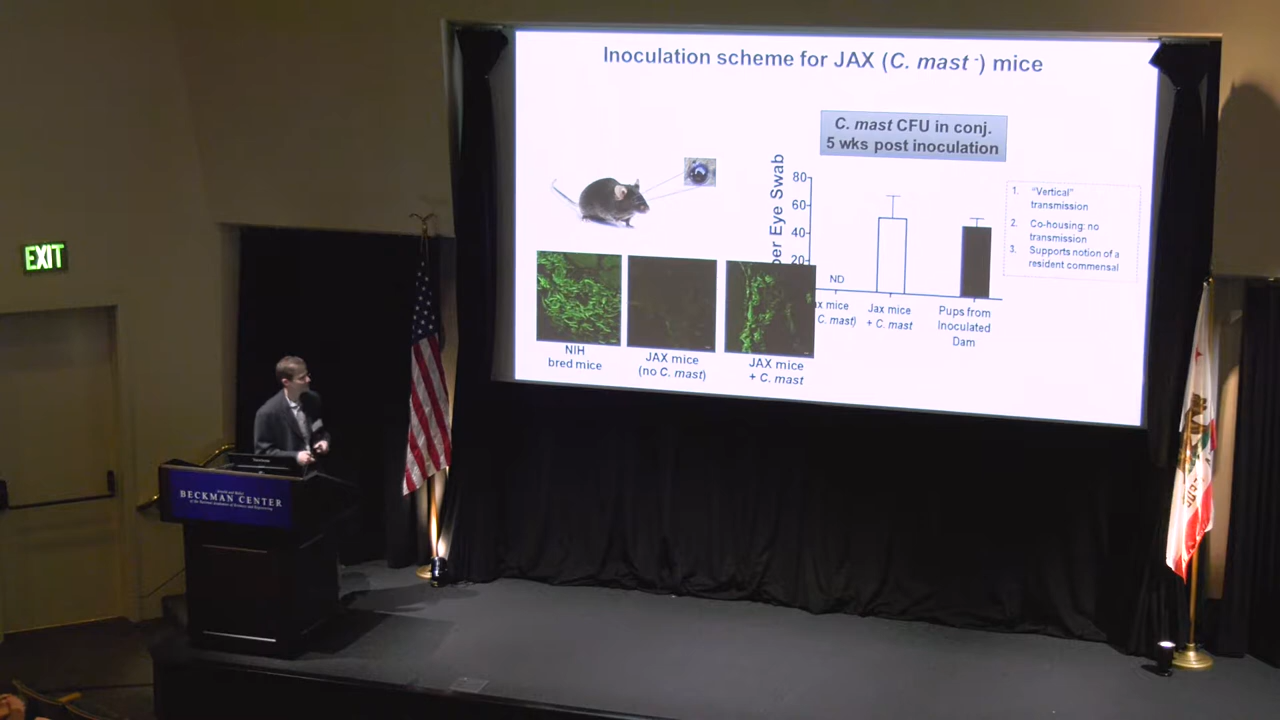 Inoculation scheme for JAX (C. mast -) mice
C. mast CFU in conj.
5 wks post inoculation
per Eye Swab
80
60
40
20
ND
C. mast)
mice
Jax mice
+ C. mast
Pups from
Inoculated
Dam
1. "Vertical"
transmission
2. Co-housing: no
transmission
3. Supports notion of a
resident commensal
NIH
bred mice
JAX mice
(no C. mast)
JAX mice
+ C. mast
EXIT
BECKMAN CENTER